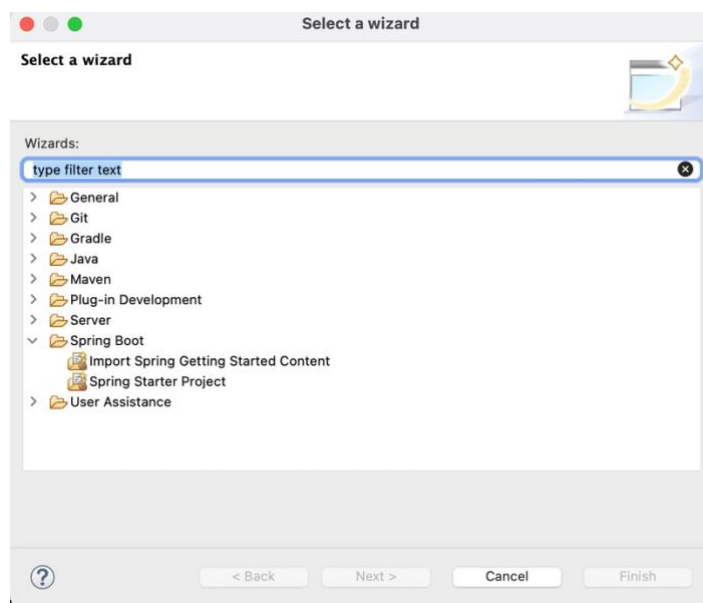 Select a wizard
Select a wizard
Wizards:
type filter text
General
Git
Gradle
Java
Maven
Plug-in Development
Server
Spring Boot
Import Spring Getting Started Content
Spring Starter Project
User Assistance
? < Back Next > Cancel Finish